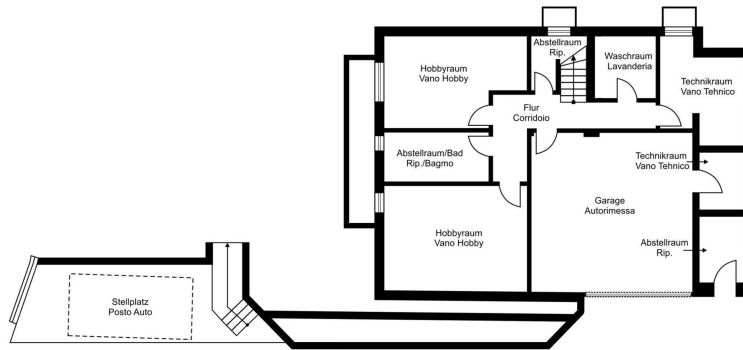 Abstellraum
Rip.
Waschraum
Lavanderia
Hobbyraum
Vano Hobby
Technikraum
Vano Tehnico
Flur
Corridoio
Abstellraum/Bad
Rip./Bagmo
Technikraum
Vano Tehnico
Garage
Autorimessa
Hobbyraum
Vano Hobby
Abstellraum
Rip.
Stellplatz
Posto Auto